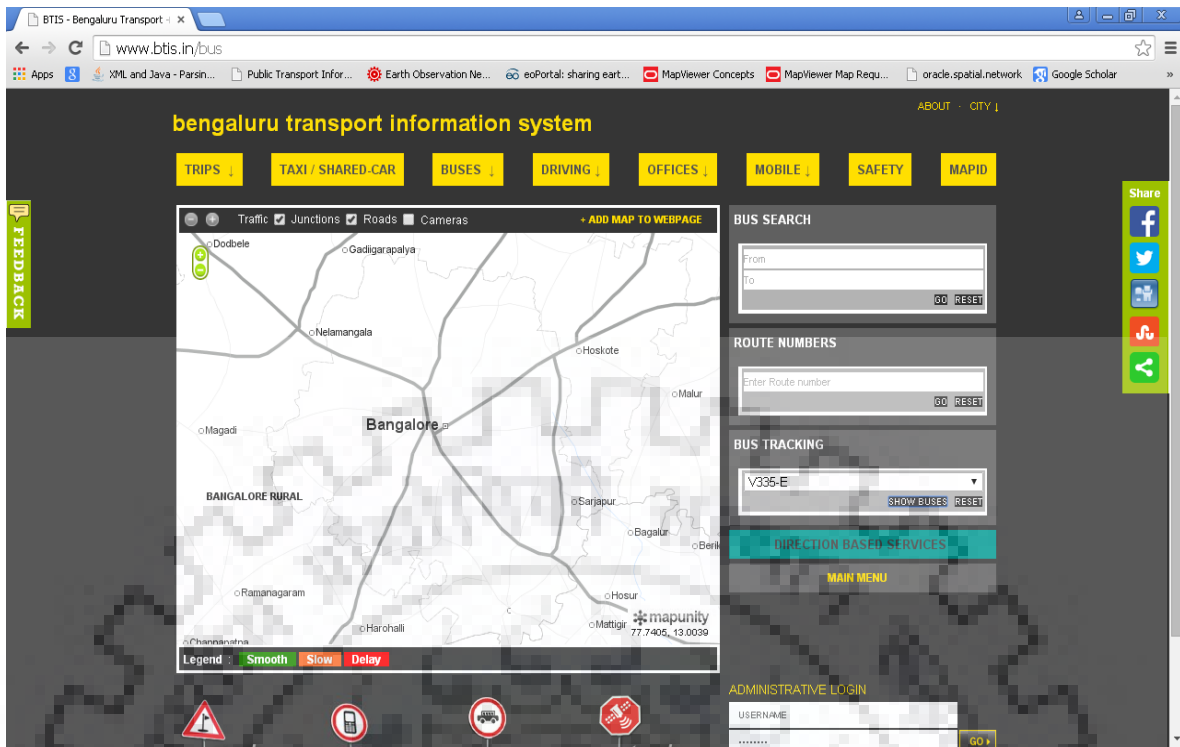 BTIS - Bengaluru Transport
www.btis.in/bus
Apps XML and Java - Parsin... Public Transport Infor... Earth Observation Ne... eoPortal: sharing eart... MapViewer Concepts MapViewer Map Requ... oracle.spatial.network Google Scholar »
ABOUT · CITY ↓
bengaluru transport information system
TRIPS ↓ TAXI / SHARED-CAR BUSES ↓ DRIVING ↓ OFFICES ↓ MOBILE ↓ SAFETY MAPID
Share
FEEDBACK
Traffic Junctions Roads Cameras + ADD MAP TO WEBPAGE
BUS SEARCH
From
To
GO RESET
ROUTE NUMBERS
Enter Route number
GO RESET
BUS TRACKING
V335-E
SHOW BUSES RESET
DIRECTION BASED SERVICES
MAIN MENU
Dodbele
Gadiigarapalya
Nelamangala
Hoskote
Malur
Bangalore
Magadi
BANGALORE RURAL
Sarjapur
Bagalur
Berik
Ramanagaram
Hosur
Mattigir
mapunity
77.7405, 13.0039
Harohalli
Channapatna
Legend : Smooth Slow Delay
ADMINISTRATIVE LOGIN
USERNAME
........
GO